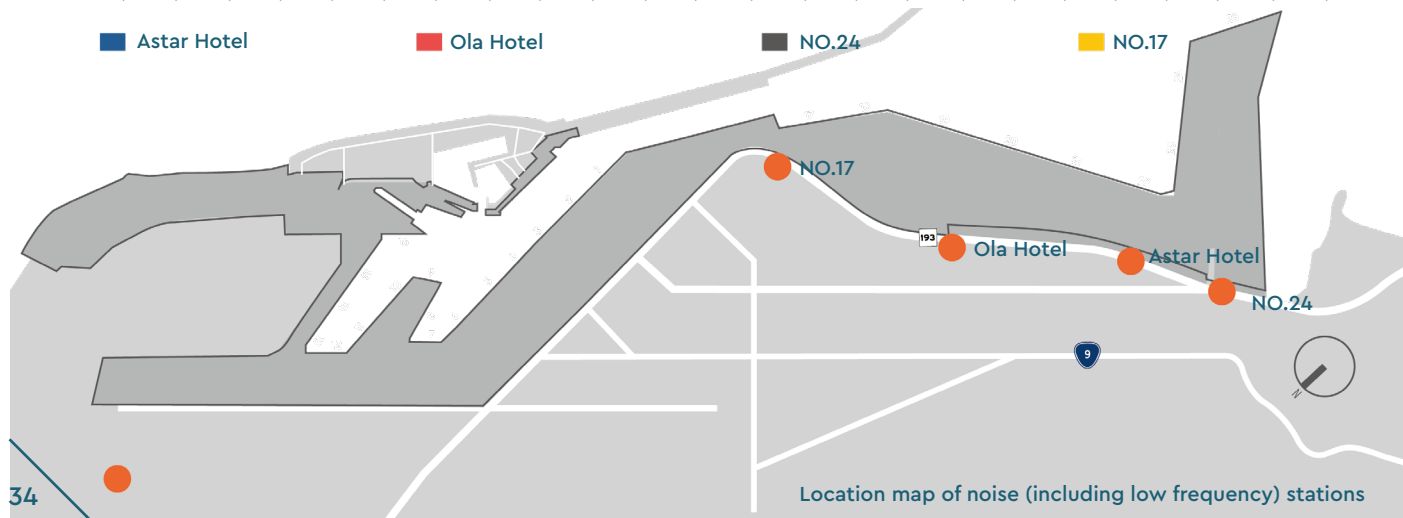 Astar Hotel
Ola Hotel
NO.24
NO.17
NO.17
193
Ola Hotel
Astar Hotel
NO.24
9
N
34
Location map of noise (including low frequency) stations